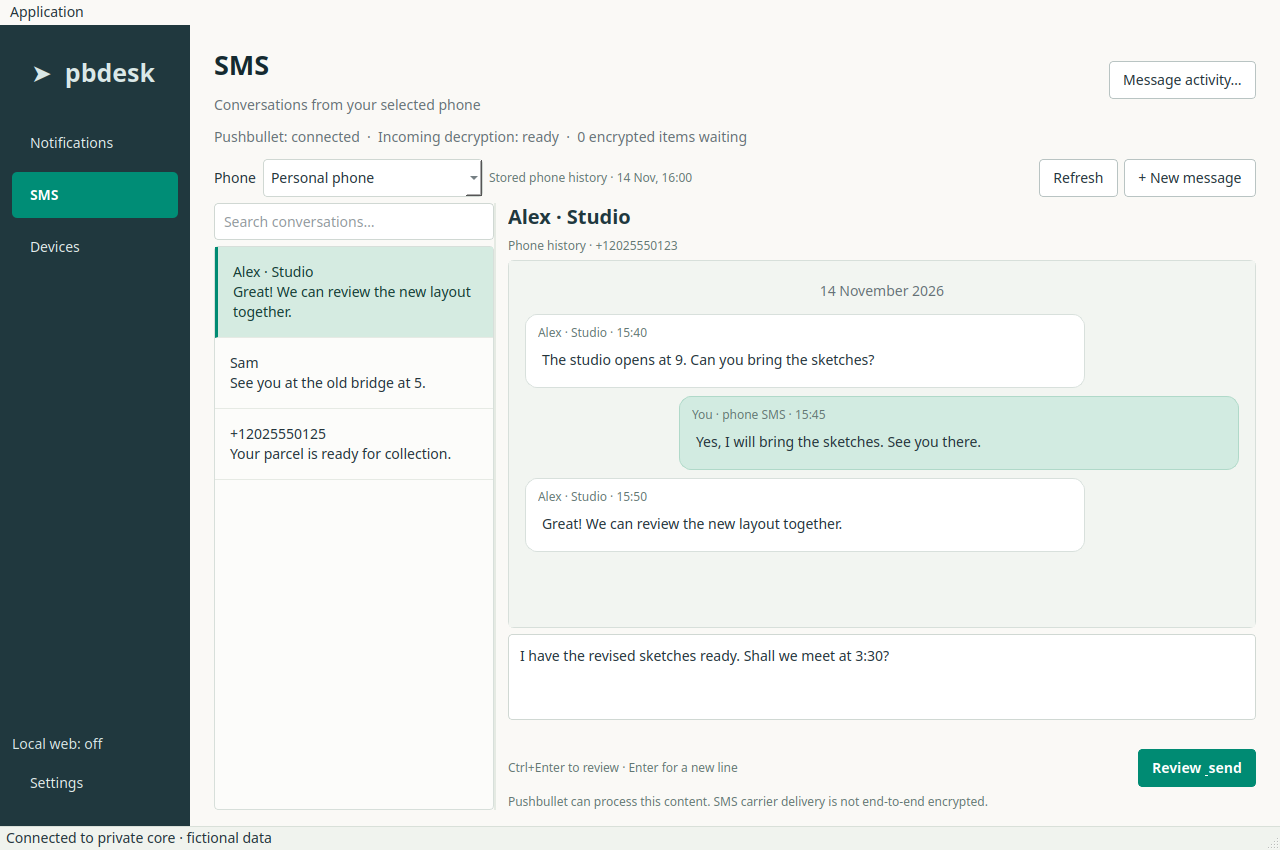 Application
➤ pbdesk
Notifications
SMS
Devices
Local web: off
Settings
SMS
Conversations from your selected phone
Message activity...
Pushbullet: connected · Incoming decryption: ready · 0 encrypted items waiting
Phone
Personal phone
Stored phone history · 14 Nov, 16:00
Refresh
+ New message
Search conversations...
Alex · Studio
Great! We can review the new layout
together.
Sam
See you at the old bridge at 5.
+12025550125
Your parcel is ready for collection.
Alex · Studio
Phone history · +12025550123
14 November 2026
Alex · Studio · 15:40
The studio opens at 9. Can you bring the sketches?
You · phone SMS · 15:45
Yes, I will bring the sketches. See you there.
Alex · Studio · 15:50
Great! We can review the new layout together.
I have the revised sketches ready. Shall we meet at 3:30?
Ctrl+Enter to review · Enter for a new line
Review _send
Pushbullet can process this content. SMS carrier delivery is not end-to-end encrypted.
Connected to private core · fictional data